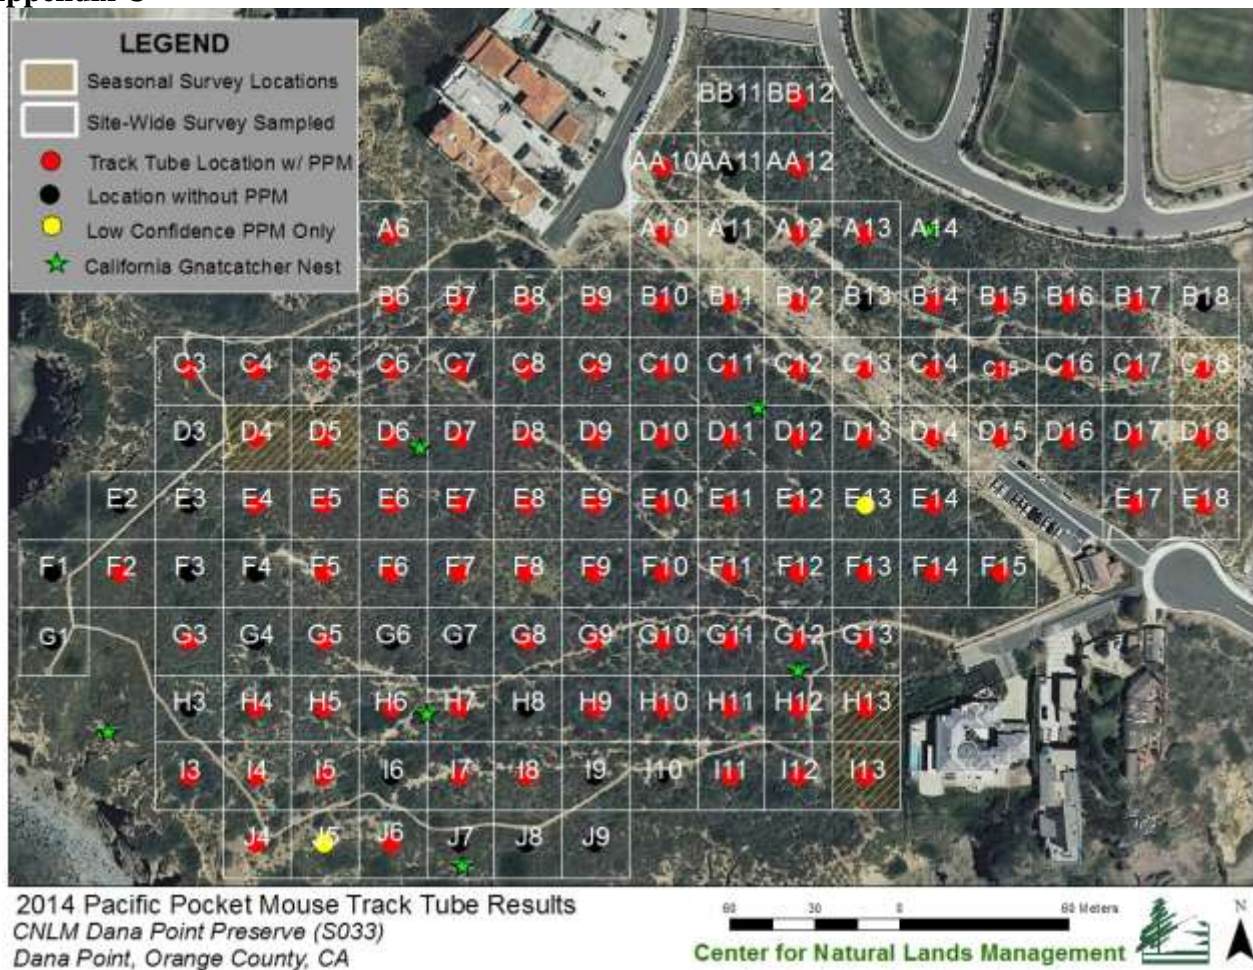 LEGEND
Seasonal Survey Locations
Site-Wide Survey Sampled
Track Tube Location w/ PPM
Location without PPM
Low Confidence PPM Only
California Gnatcatcher Nest
BB11 BB12
AA10 AA11 AA12
A6 A10 A11 A12 A13 A14
B6 B7 B8 B9 B10 B11 B12 B13 B14 B15 B16 B17 B18
C3 C4 C5 C6 C7 C8 C9 C10 C11 C12 C13 C14 C15 C16 C17 C18
D3 D4 D5 D6 D7 D8 D9 D10 D11 D12 D13 D14 D15 D16 D17 D18
E2 E3 E4 E5 E6 E7 E8 E9 E10 E11 E12 E13 E14 E17 E18
F1 F2 F3 F4 F5 F6 F7 F8 F9 F10 F11 F12 F13 F14 F15
G1 G3 G4 G5 G6 G7 G8 G9 G10 G11 G12 G13
H3 H4 H5 H6 H7 H8 H9 H10 H11 H12 H13
I3 I4 I5 I6 I7 I8 I9 I10 I11 I12 I13
J4 J5 J6 J7 J8 J9
2014 Pacific Pocket Mouse Track Tube Results
CNLM Dana Point Preserve (S033)
Dana Point, Orange County, CA
60 30 0 60 Meters
Center for Natural Lands Management
N